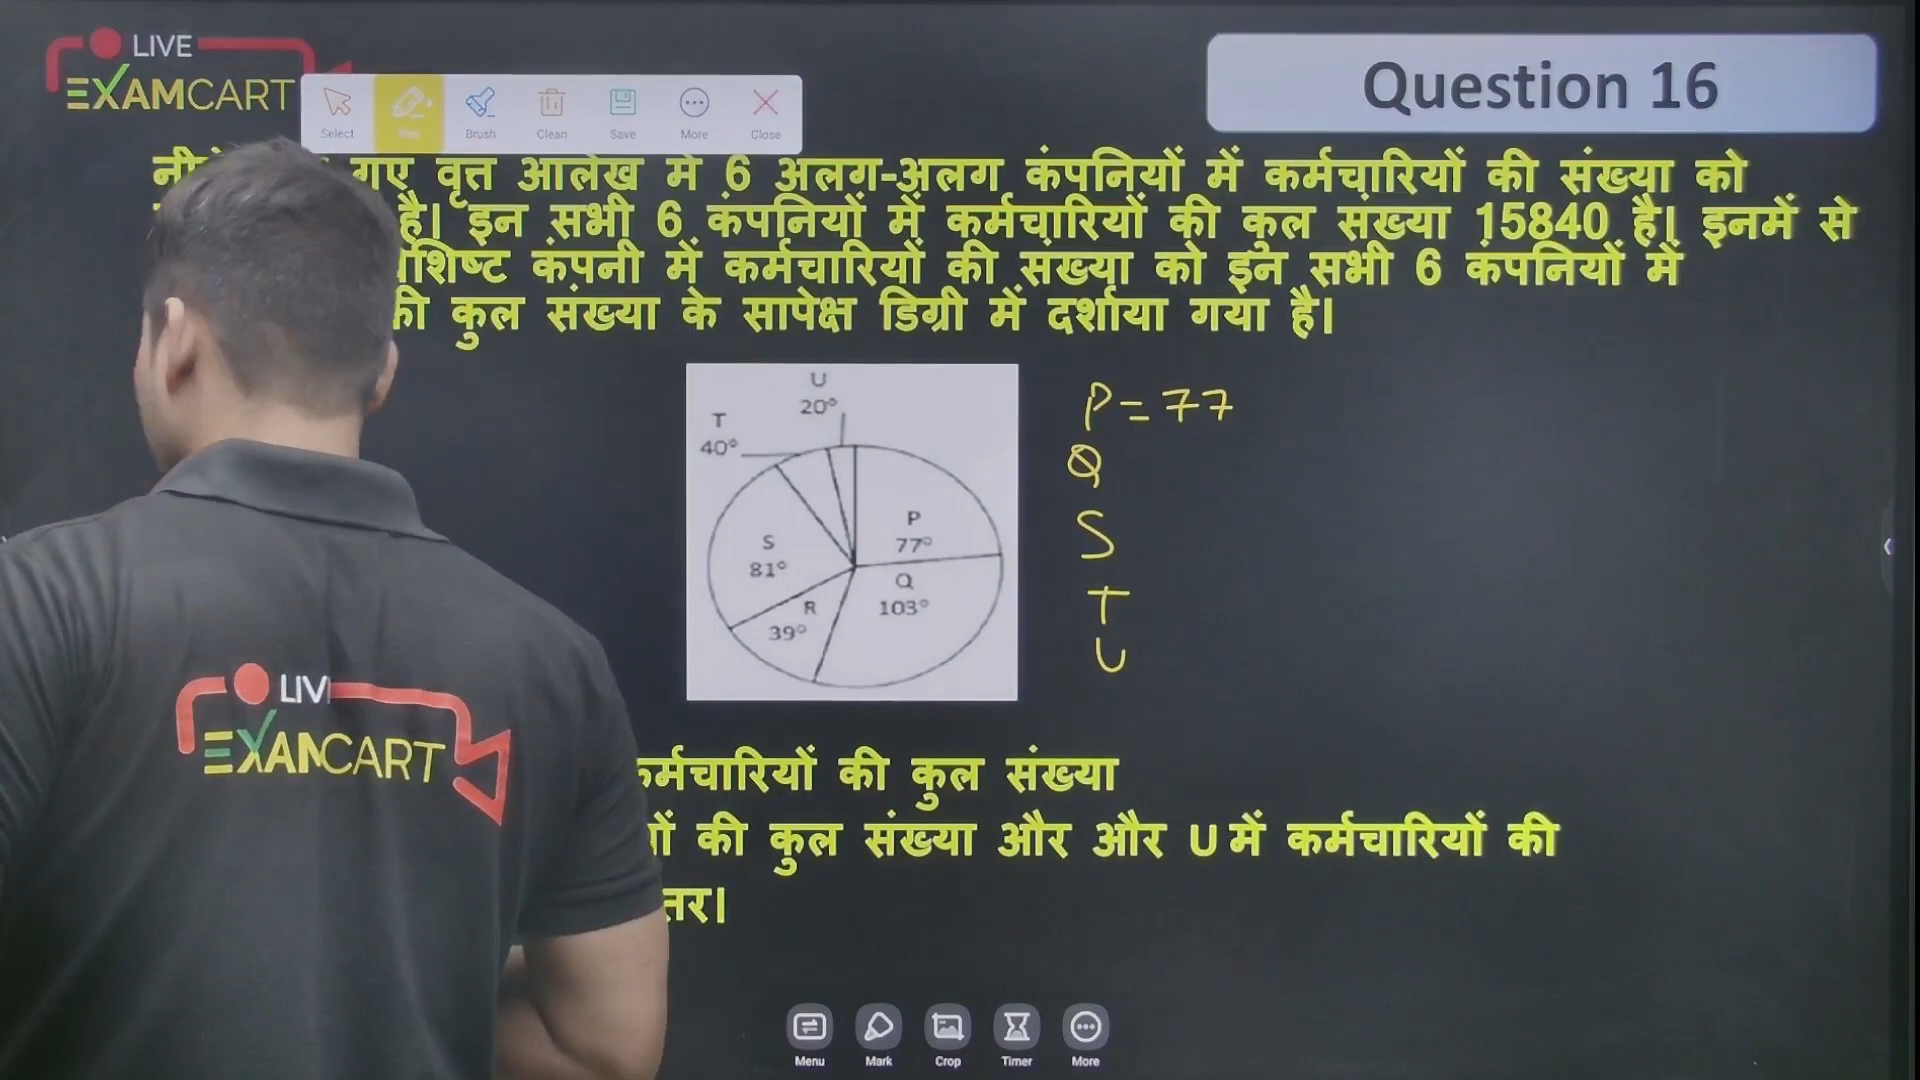 LIVE
EXAMCART
Question 16
Select
Brush
Clean
Save
More
Close
गए वृत्त आलेख में 6 अलग-अलग कंपनियों में कर्मचारियों की संख्या को
है। इन सभी 6 कंपनियों में कर्मचारियों की कुल संख्या 15840 है। इनमें से
कंपनी में कर्मचारियों की संख्या को इन सभी 6 कंपनियों में
की कुल संख्या के सापेक्ष डिग्री में दर्शाया गया है।
U
20°
T
40°
P
77°
S
81°
Q
103°
R
39°
P = 77
Q
S
T
U
कर्मचारियों की कुल संख्या
की कुल संख्या और और U में कर्मचारियों की
LIV
EXAMCART
Menu
Mark
Crop
Timer
More